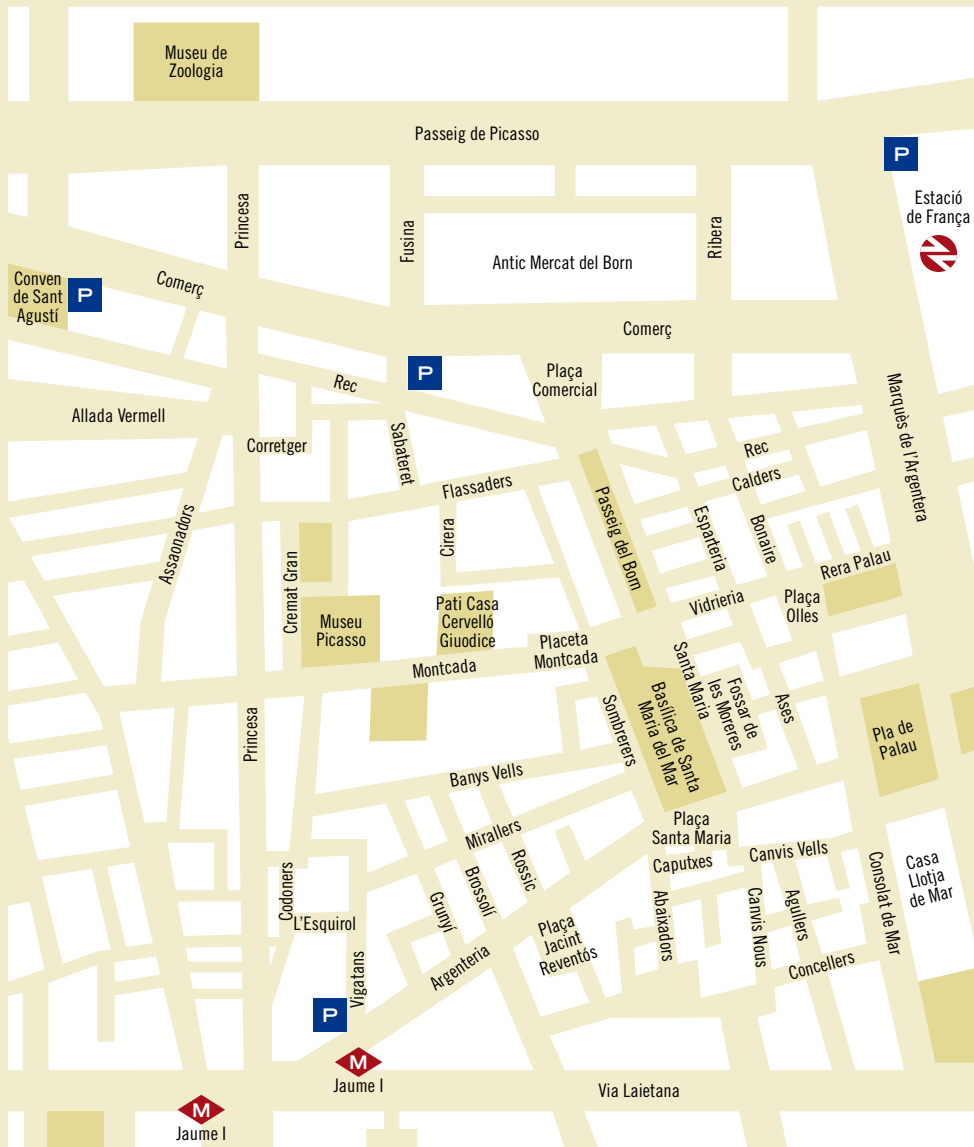 Museu de
Zoologia
Passeig de Picasso
P
Estació
de França
Princesa
Fusina
Ribera
Antic Mercat del Born
Conven
de Sant
Agustí
P
Comerç
Comerç
P
Rec
Plaça
Comercial
Marquès de l'Argentera
Allada Vermell
Corretger
Sabateret
Rec
Calders
Flassaders
Passeig del Born
Assaonadors
Cirera
Esparteria
Bonaire
Cremat Gran
Rera Palau
Vidrieria
Plaça
Olles
Museu
Picasso
Pati Casa
Cervelló
Giuodice
Placeta
Montcada
Montcada
Santa Maria
Fossar de
les Moreres
Ases
Sombrerers
Basílica de Santa
Maria del Mar
Pla de
Palau
Princesa
Banys Vells
Mirallers
Plaça
Santa Maria
Caputxes
Canvis Vells
Casa
Llotja
de Mar
Codoners
L'Esquirol
Grunyí
Brossolí
Rossic
Plaça
Jacint
Reventós
Abaixadors
Canvis Nous
Agullers
Consolat de Mar
Argenteria
Concellers
Vigatans
P
M
Jaume I
Via Laietana
M
Jaume I